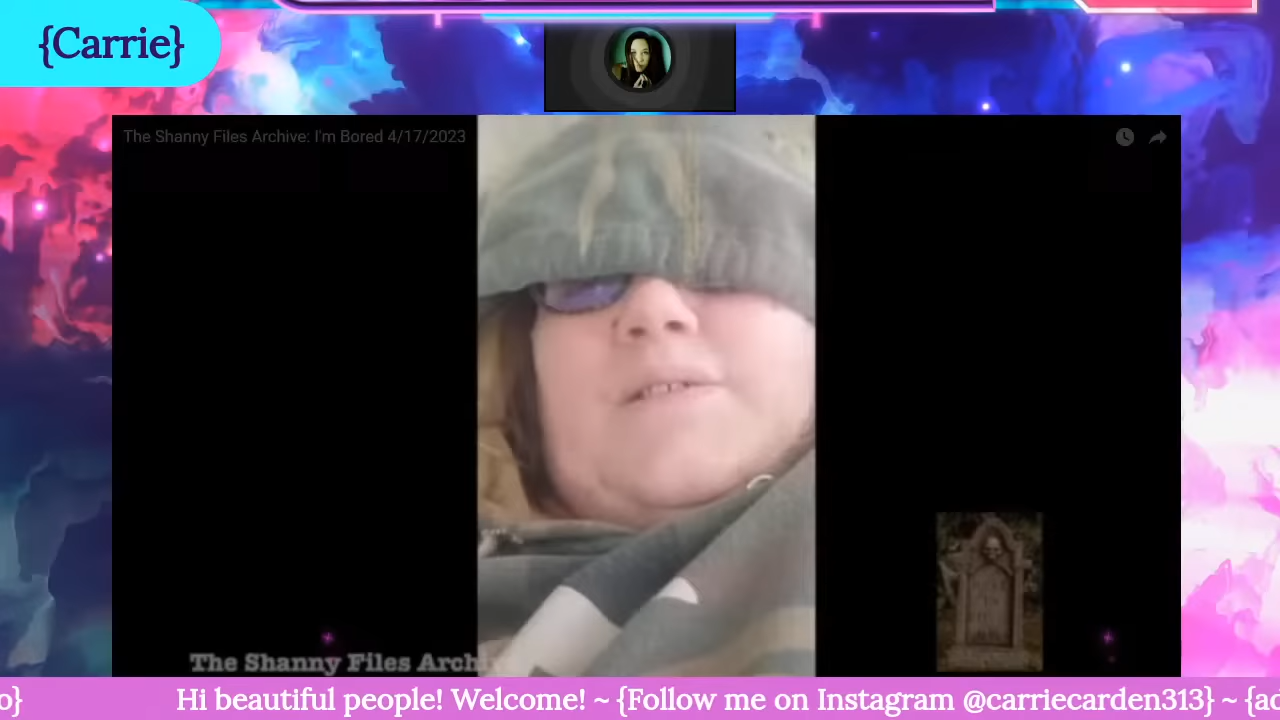 {Carrie}
The Shanny Files Archive: I'm Bored 4/17/2023
The Shanny Files Archi
o} Hi beautiful people! Welcome! ~ {Follow me on Instagram @carriecarden313} ~ {ac